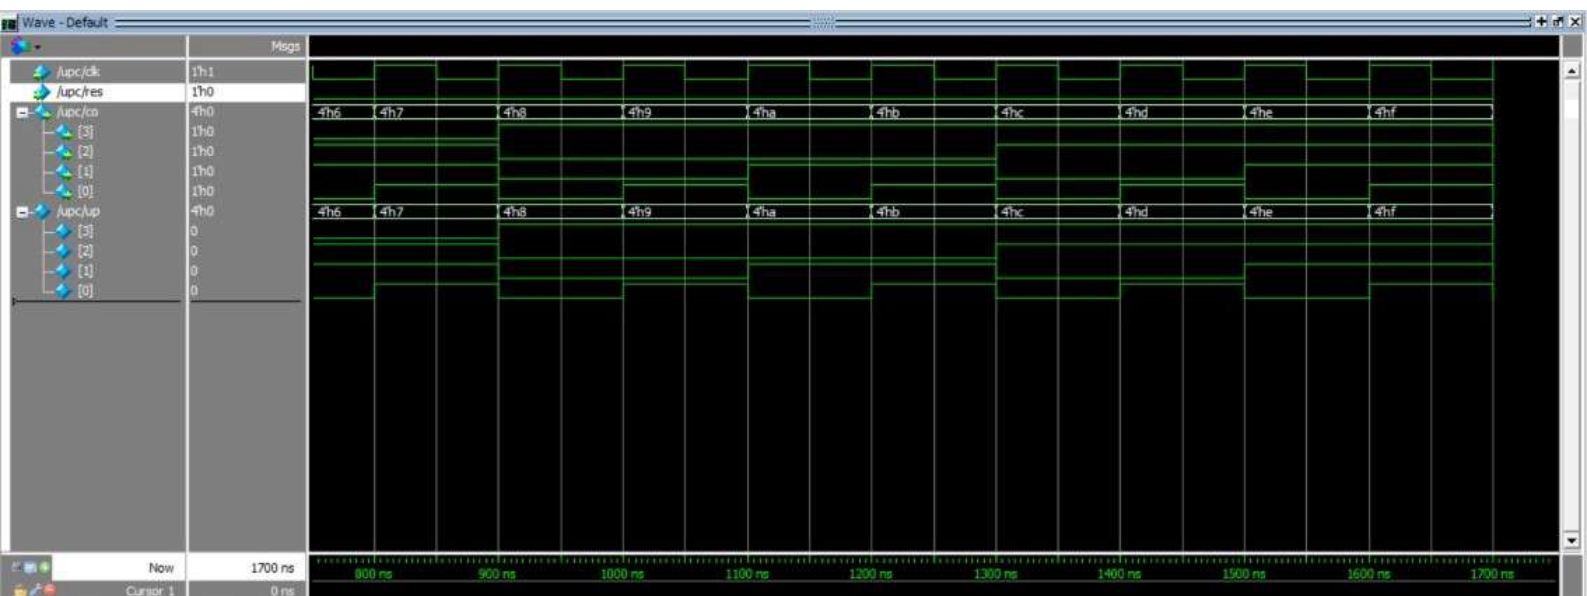 Wave - Default
Msgs
/upc/clk 1'h1
/upc/res 1'h0
/upc/co 4'h0 4'h6 4'h7 4'h8 4'h9 4'ha 4'hb 4'hc 4'hd 4'he 4'hf
[3] 1'h0
[2] 1'h0
[1] 1'h0
[0] 1'h0
/upc/up 4'h0 4'h6 4'h7 4'h8 4'h9 4'ha 4'hb 4'hc 4'hd 4'he 4'hf
[3] 0
[2] 0
[1] 0
[0] 0
Now 1700 ns 800 ns 900 ns 1000 ns 1100 ns 1200 ns 1300 ns 1400 ns 1500 ns 1600 ns 1700 ns
Cursor 1 0 ns